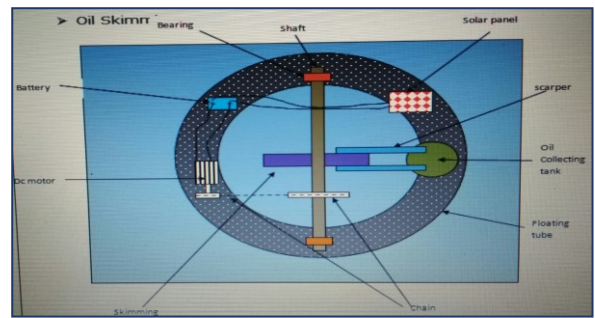 ➤ Oil Skimm
Bearing
Shaft
Solar panel
Battery
scarper
Oil
Collecting
tank
Dc motor
Floating
tube
Skimming
Chain